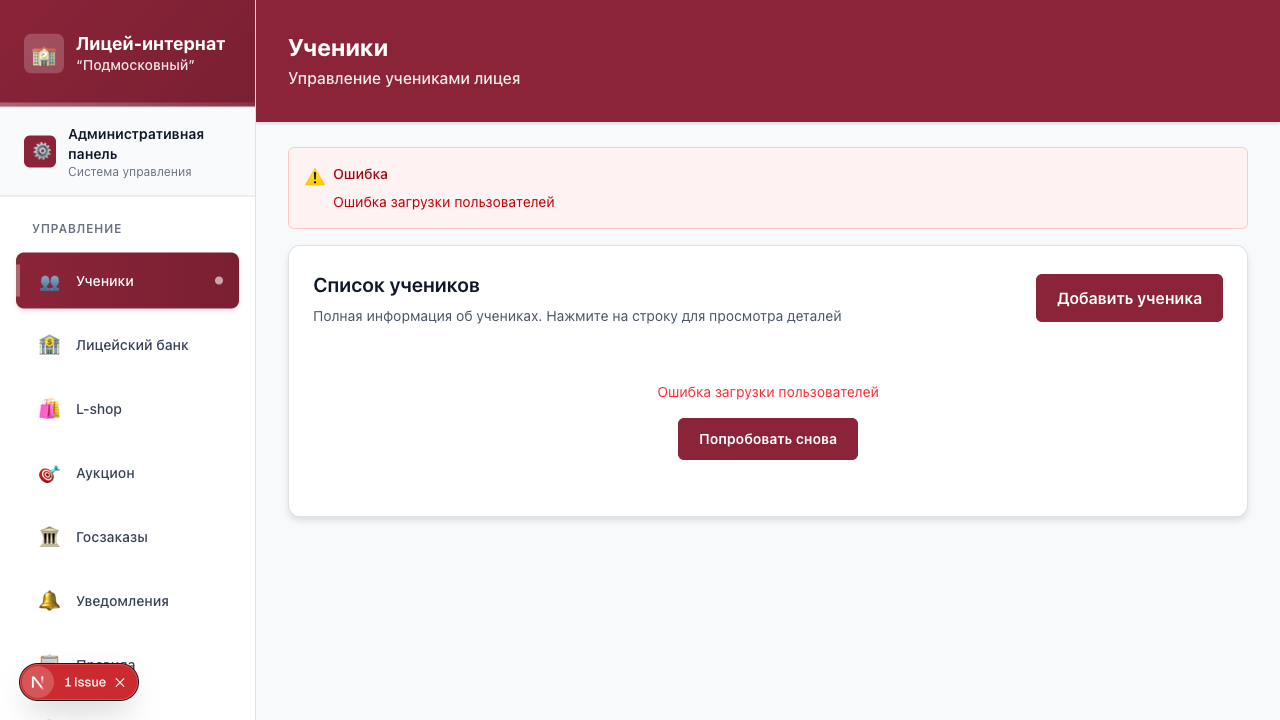 Лицей-интернат
“Подмосковный”
Административная
панель
Система управления
УПРАВЛЕНИЕ
Ученики
Лицейский банк
L-shop
Аукцион
Госзаказы
Уведомления
Правила
1 Issue
Ученики
Управление учениками лицея
Ошибка
Ошибка загрузки пользователей
Список учеников
Полная информация об учениках. Нажмите на строку для просмотра деталей
Добавить ученика
Ошибка загрузки пользователей
Попробовать снова